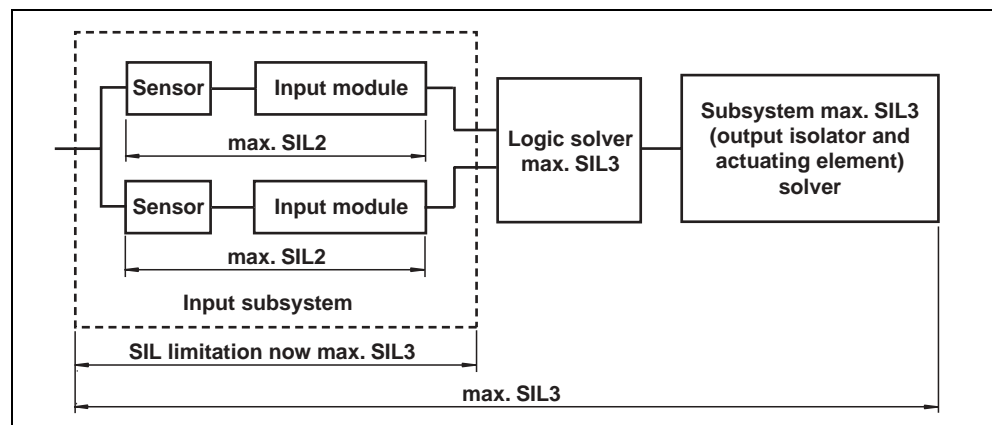 Sensor
Input module
max. SIL2
Sensor
Input module
max. SIL2
Input subsystem
SIL limitation now max. SIL3
Logic solver
max. SIL3
Subsystem max. SIL3
(output isolator and
actuating element)
solver
max. SIL3